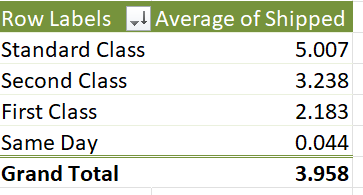 Row Labels Average of Shipped
Standard Class 5.007
Second Class 3.238
First Class 2.183
Same Day 0.044
Grand Total 3.958